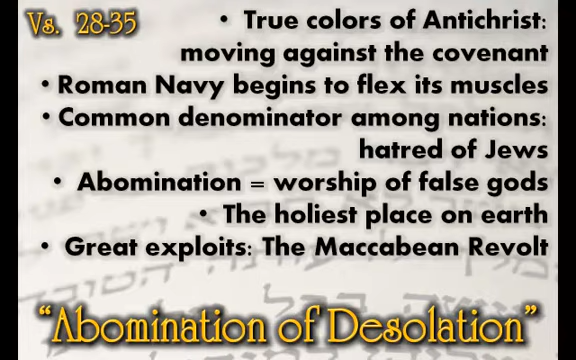 Vs. 28-35
• True colors of Antichrist:
moving against the covenant
• Roman Navy begins to flex its muscles
• Common denominator among nations:
hatred of Jews
• Abomination = worship of false gods
• The holiest place on earth
• Great exploits: The Maccabean Revolt
"Abomination of Desolation"